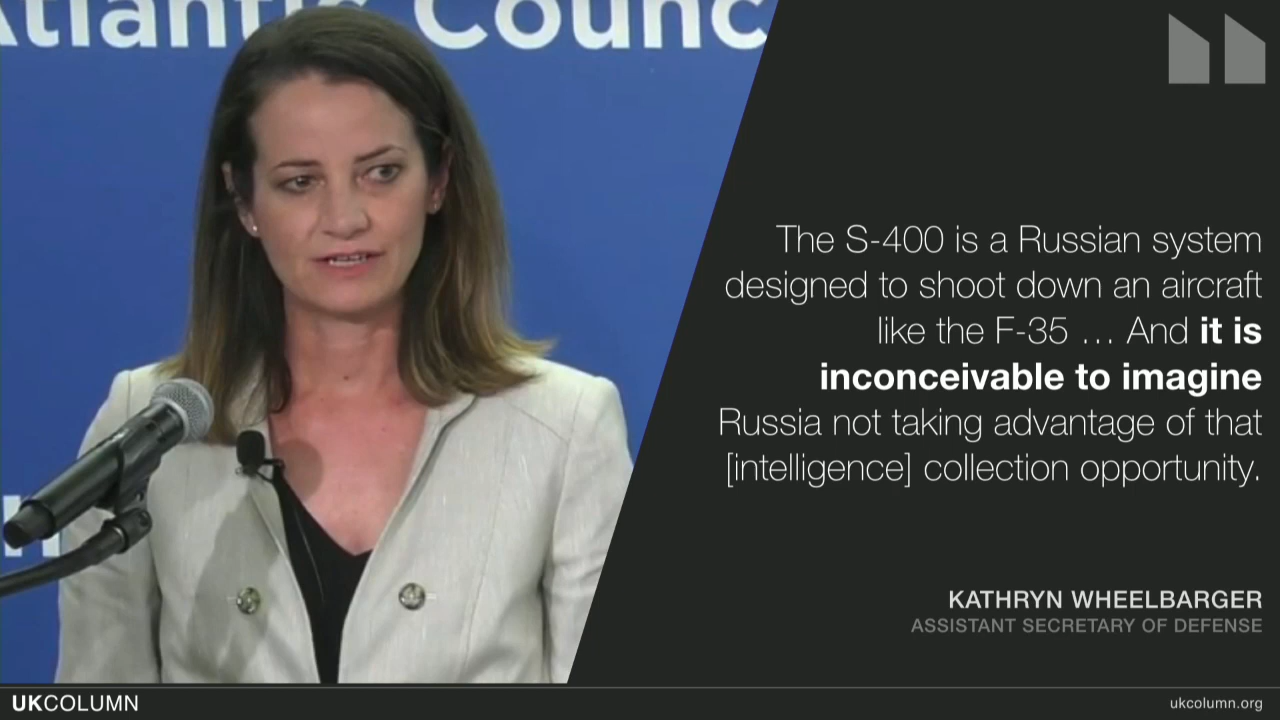 Atlantic Counc
The S-400 is a Russian system
designed to shoot down an aircraft
like the F-35 … And it is
inconceivable to imagine
Russia not taking advantage of that
[intelligence] collection opportunity.
KATHRYN WHEELBARGER
ASSISTANT SECRETARY OF DEFENSE
UKCOLUMN
ukcolumn.org